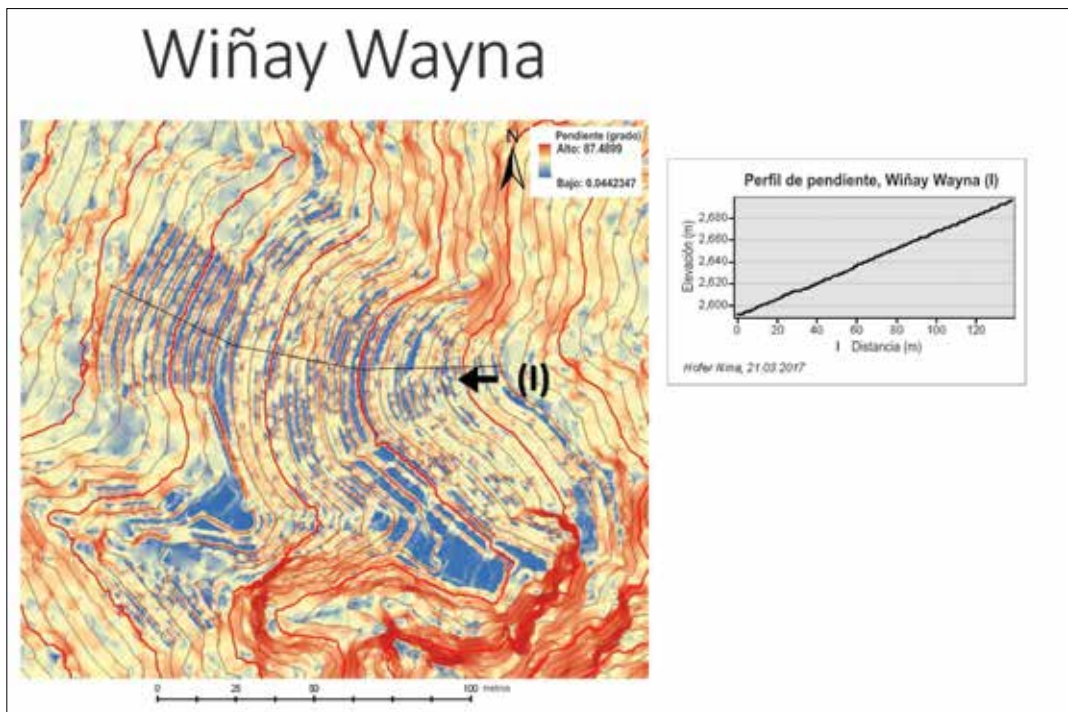 Wiñay Wayna
N
Pendiente (grado)
Alto: 87.4899
Bajo: 0.0442347
(I)
0 25 50 100 metros
Perfil de pendiente, Wiñay Wayna (I)
Elevación (m)
2,680
2,660
2,640
2,620
2,600
0 20 40 60 80 100 120
I Distancia (m)
Hofer Nina, 21.03.2017